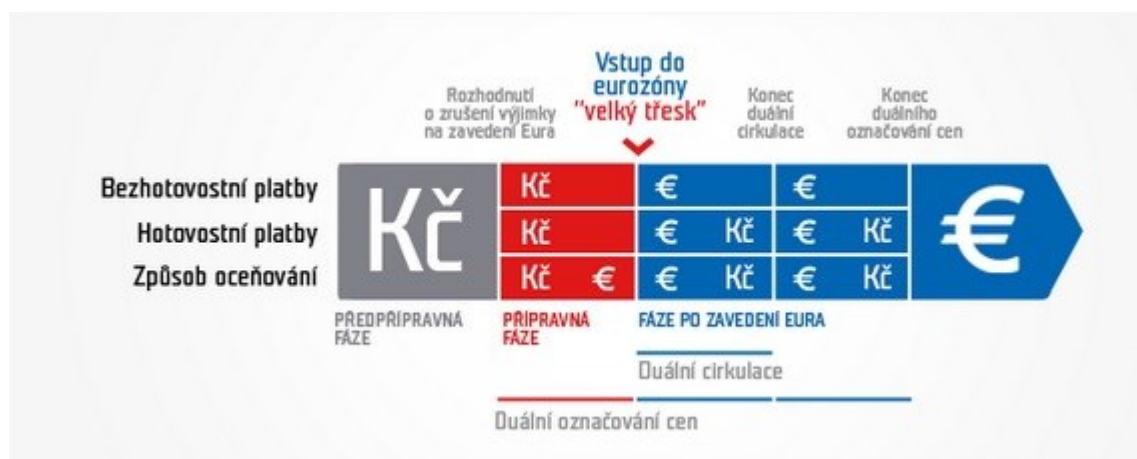 Rozhodnutí
o zrušení výjimky
na zavedení Eura
Vstup do
eurozóny
"velký třesk"
Konec
duální
cirkulace
Konec
duálního
označování cen
Bezhotovostní platby
Hotovostní platby
Způsob oceňování
Kč
Kč
€
€
Kč
€ Kč
€ Kč
Kč €
€ Kč
€ Kč
€
PŘEDPŘÍPRAVNÁ
FÁZE
PŘÍPRAVNÁ
FÁZE
FÁZE PO ZAVEDENÍ EURA
Duální cirkulace
Duální označování cen